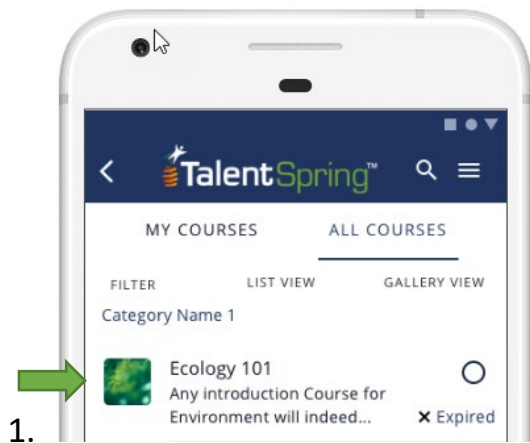 TalentSpring™
MY COURSES ALL COURSES
FILTER LIST VIEW GALLERY VIEW
Category Name 1
Ecology 101
Any introduction Course for
Environment will indeed... × Expired
1.